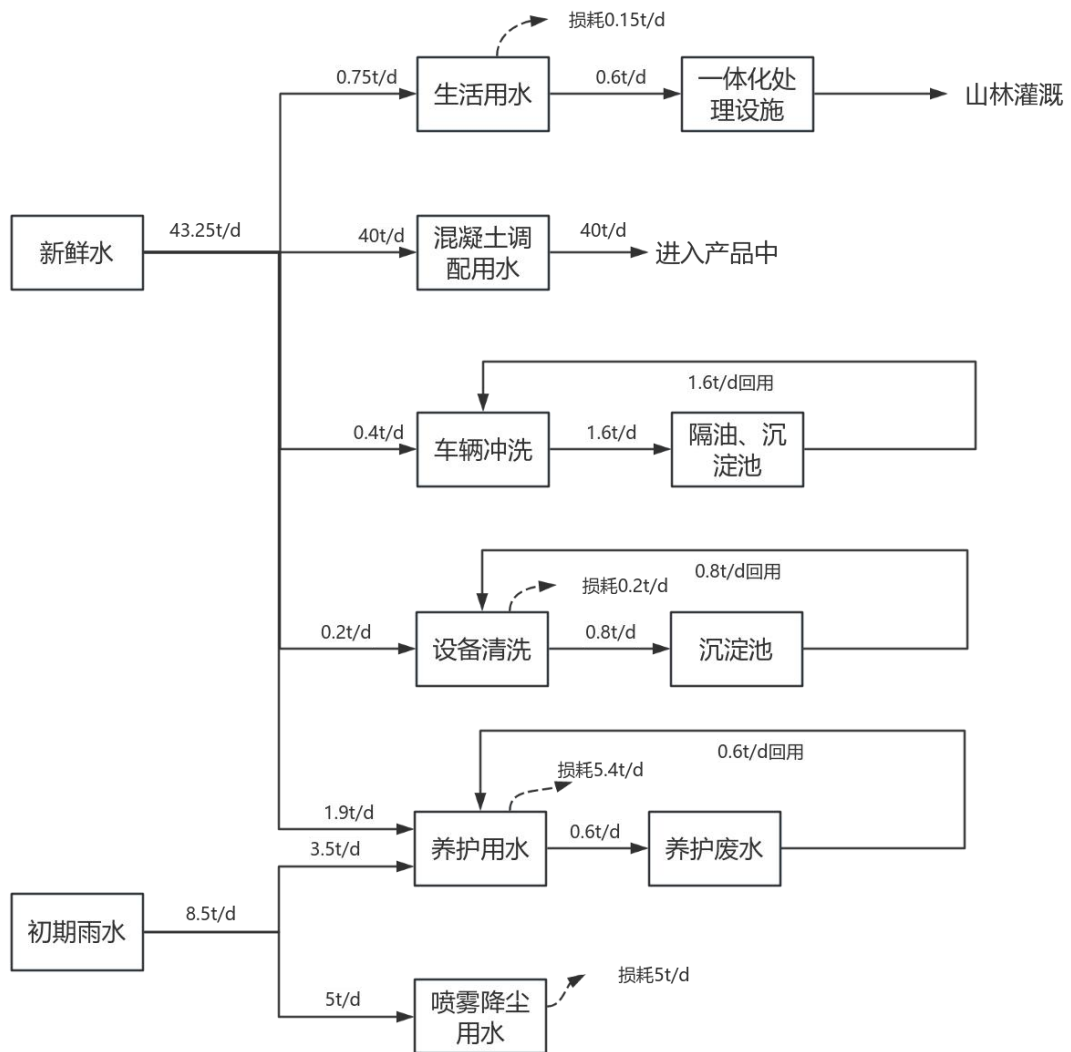 损耗0.15t/d
0.75t/d
生活用水
0.6t/d
一体化处
理设施
山林灌溉
新鲜水
43.25t/d
40t/d
混凝土调
配用水
40t/d
进入产品中
1.6t/d回用
0.4t/d
车辆冲洗
1.6t/d
隔油、沉
淀池
0.8t/d回用
损耗0.2t/d
0.2t/d
设备清洗
0.8t/d
沉淀池
0.6t/d回用
损耗5.4t/d
1.9t/d
养护用水
0.6t/d
养护废水
3.5t/d
初期雨水
8.5t/d
损耗5t/d
5t/d
喷雾降尘
用水